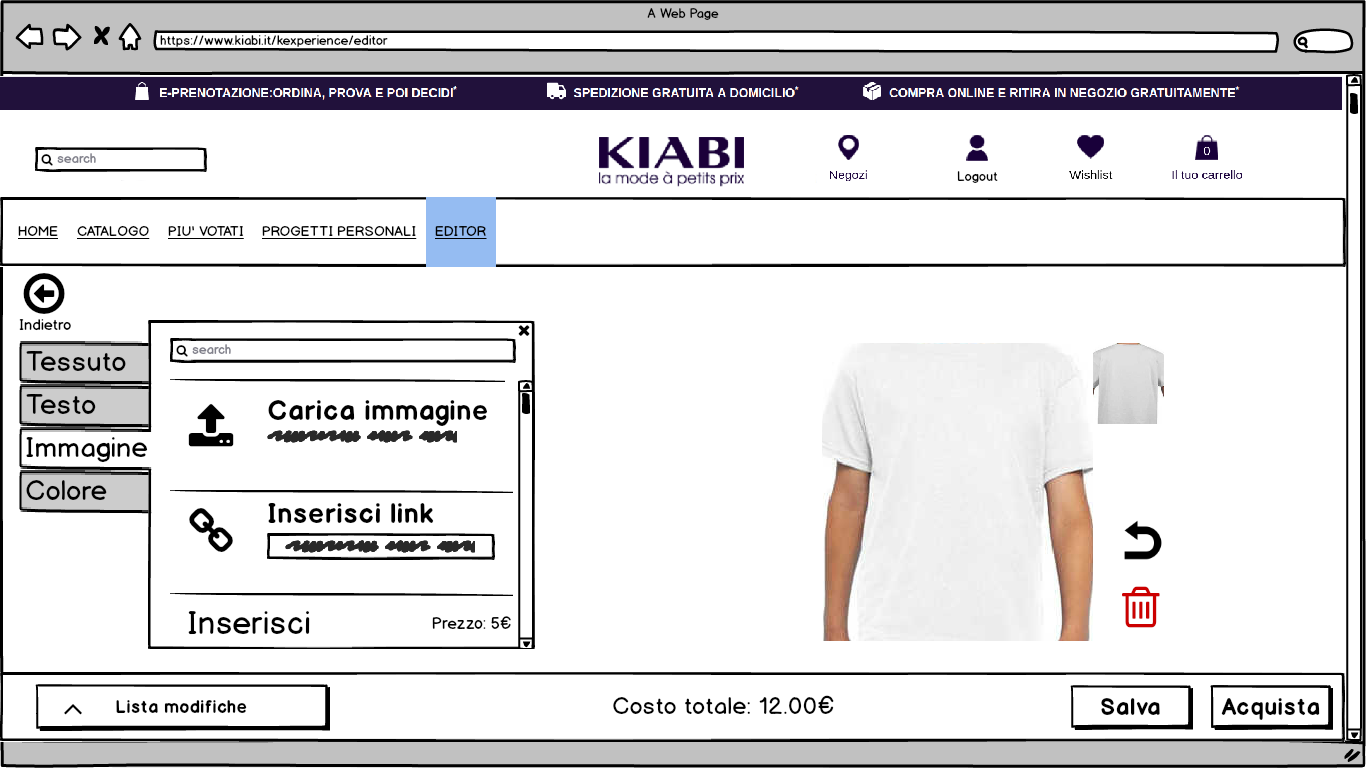 A Web Page
https://www.kiabi.it/kexperience/editor
E-PRENOTAZIONE:ORDINA, PROVA E POI DECIDI*
SPEDIZIONE GRATUITA A DOMICILIO*
COMPRA ONLINE E RITIRA IN NEGOZIO GRATUITAMENTE*
search
KIABI
la mode à petits prix
Negozi
Logout
Wishlist
0
Il tuo carrello
HOME
CATALOGO
PIU' VOTATI
PROGETTI PERSONALI
EDITOR
Indietro
Tessuto
Testo
Immagine
Colore
search
Carica immagine
Inserisci link
Inserisci
Prezzo: 5€
Lista modifiche
Costo totale: 12.00€
Salva
Acquista